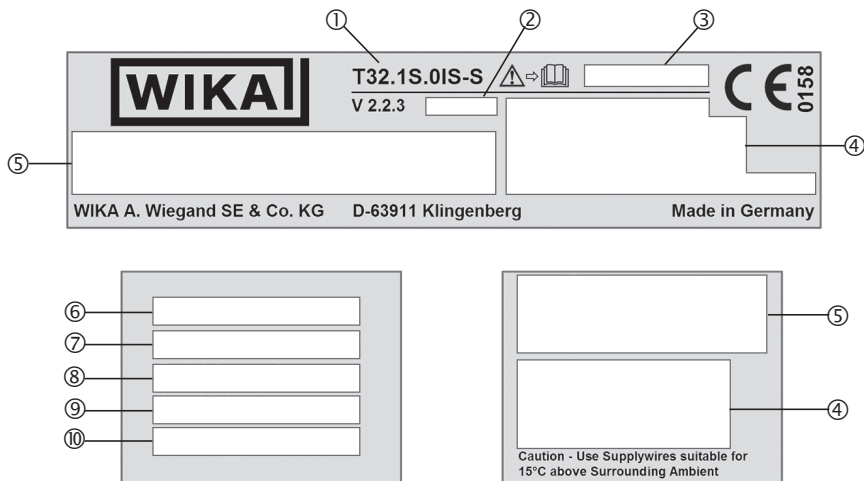 ① ② ③
WIKA T32.1S.0IS-S
V 2.2.3
CE 0158
④
⑤
WIKA A. Wiegand SE & Co. KG D-63911 Klingenberg Made in Germany
⑥
⑦
⑧
⑨
⑩
⑤
④
Caution - Use Supplywires suitable for
15°C above Surrounding Ambient